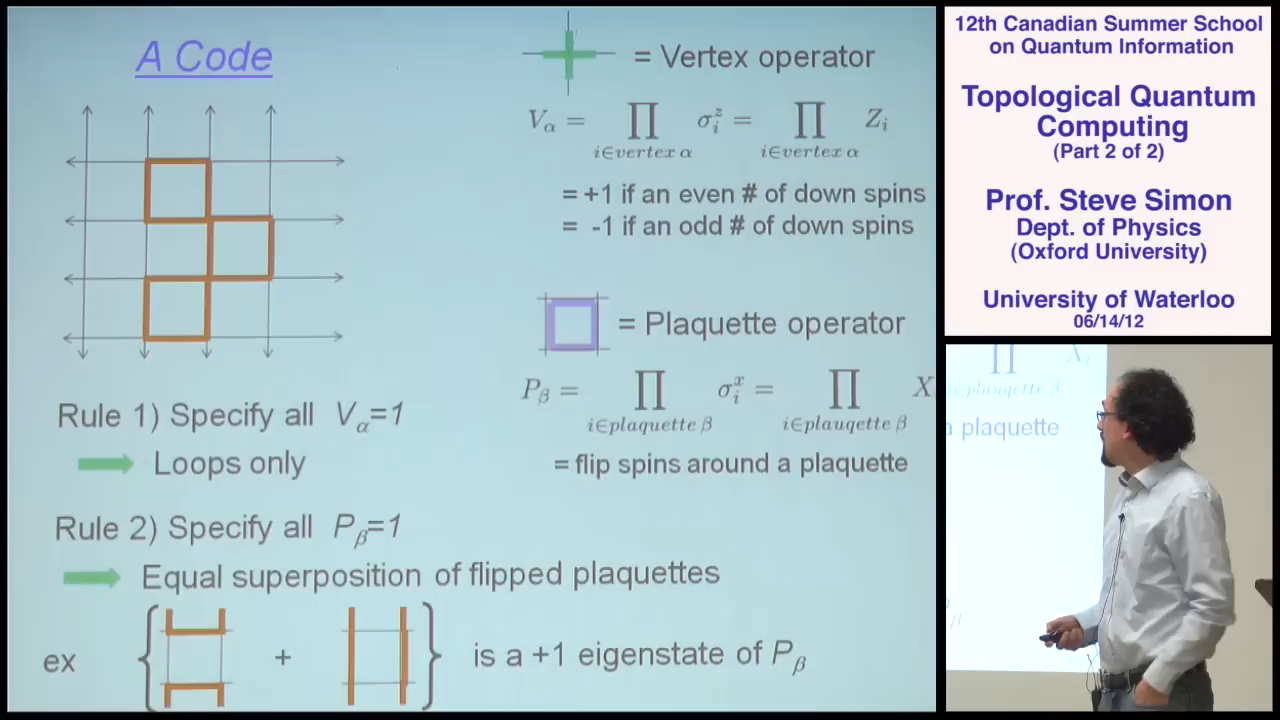 A Code
= Vertex operator
V_α = ∏_{i∈vertex α} σ_i^z = ∏_{i∈vertex α} Z_i
= +1 if an even # of down spins
= -1 if an odd # of down spins
= Plaquette operator
P_β = ∏_{i∈plaquette β} σ_i^x = ∏_{i∈plauqette β} X
= flip spins around a plaquette
Rule 1) Specify all V_α=1
Loops only
Rule 2) Specify all P_β=1
Equal superposition of flipped plaquettes
ex { + } is a +1 eigenstate of P_β
12th Canadian Summer School
on Quantum Information
Topological Quantum
Computing
(Part 2 of 2)
Prof. Steve Simon
Dept. of Physics
(Oxford University)
University of Waterloo
06/14/12
∏ X_i
i∈plauqette β
a plaquette
β